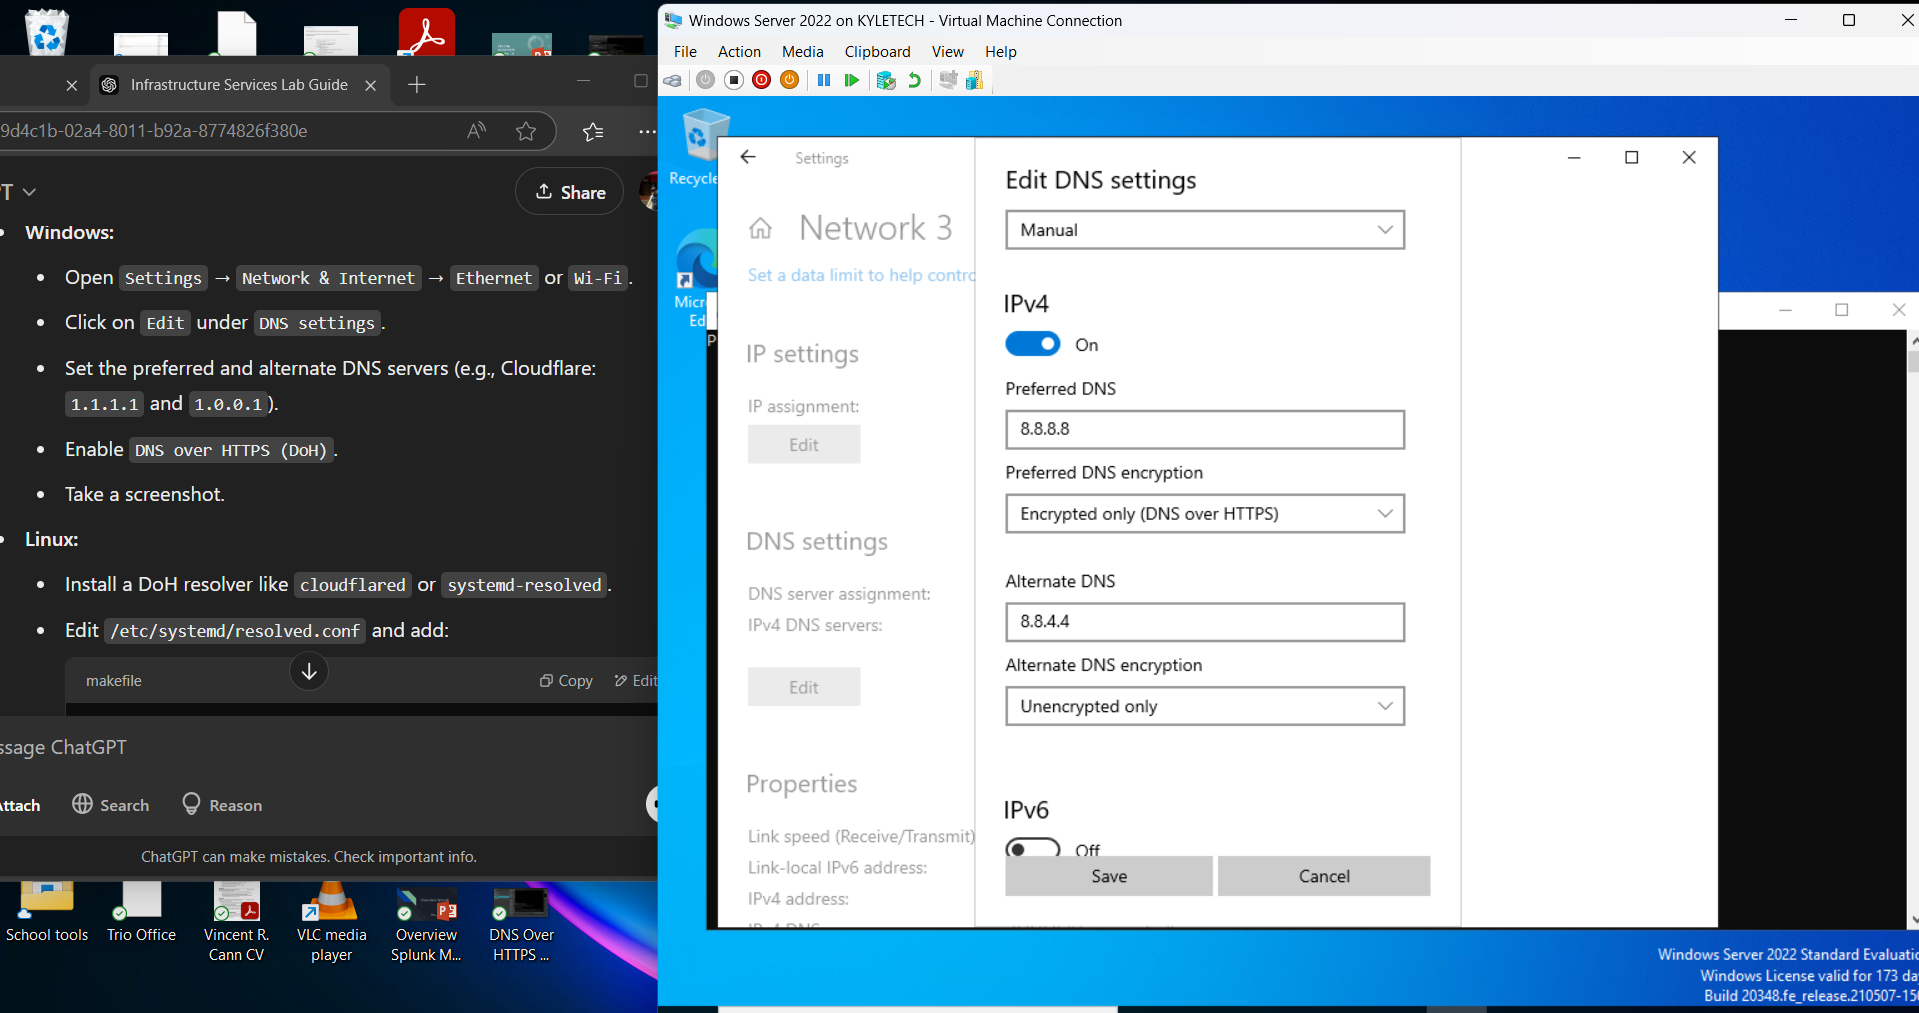 Infrastructure Services Lab Guide
9d4c1b-02a4-8011-b92a-8774826f380e
T
Share
Windows:
Open Settings → Network & Internet → Ethernet or Wi-Fi.
Click on Edit under DNS settings.
Set the preferred and alternate DNS servers (e.g., Cloudflare:
1.1.1.1 and 1.0.0.1).
Enable DNS over HTTPS (DoH).
Take a screenshot.
Linux:
Install a DoH resolver like cloudflared or systemd-resolved.
Edit /etc/systemd/resolved.conf and add:
makefile
Copy
Edit
ssage ChatGPT
ttach
Search
Reason
ChatGPT can make mistakes. Check important info.
School tools
Trio Office
Vincent R.
Cann CV
VLC media
player
Overview
Splunk M...
DNS Over
HTTPS ...
Windows Server 2022 on KYLETECH - Virtual Machine Connection
File
Action
Media
Clipboard
View
Help
Recycle
Micr
Ed
P
Settings
Network 3
Set a data limit to help contro
IP settings
IP assignment:
Edit
DNS settings
DNS server assignment:
IPv4 DNS servers:
Edit
Properties
Link speed (Receive/Transmit)
Link-local IPv6 address:
IPv4 address:
Edit DNS settings
Manual
IPv4
On
Preferred DNS
8.8.8.8
Preferred DNS encryption
Encrypted only (DNS over HTTPS)
Alternate DNS
8.8.4.4
Alternate DNS encryption
Unencrypted only
IPv6
Off
Save
Cancel
Windows Server 2022 Standard Evaluatio
Windows License valid for 173 da
Build 20348.fe_release.210507-15